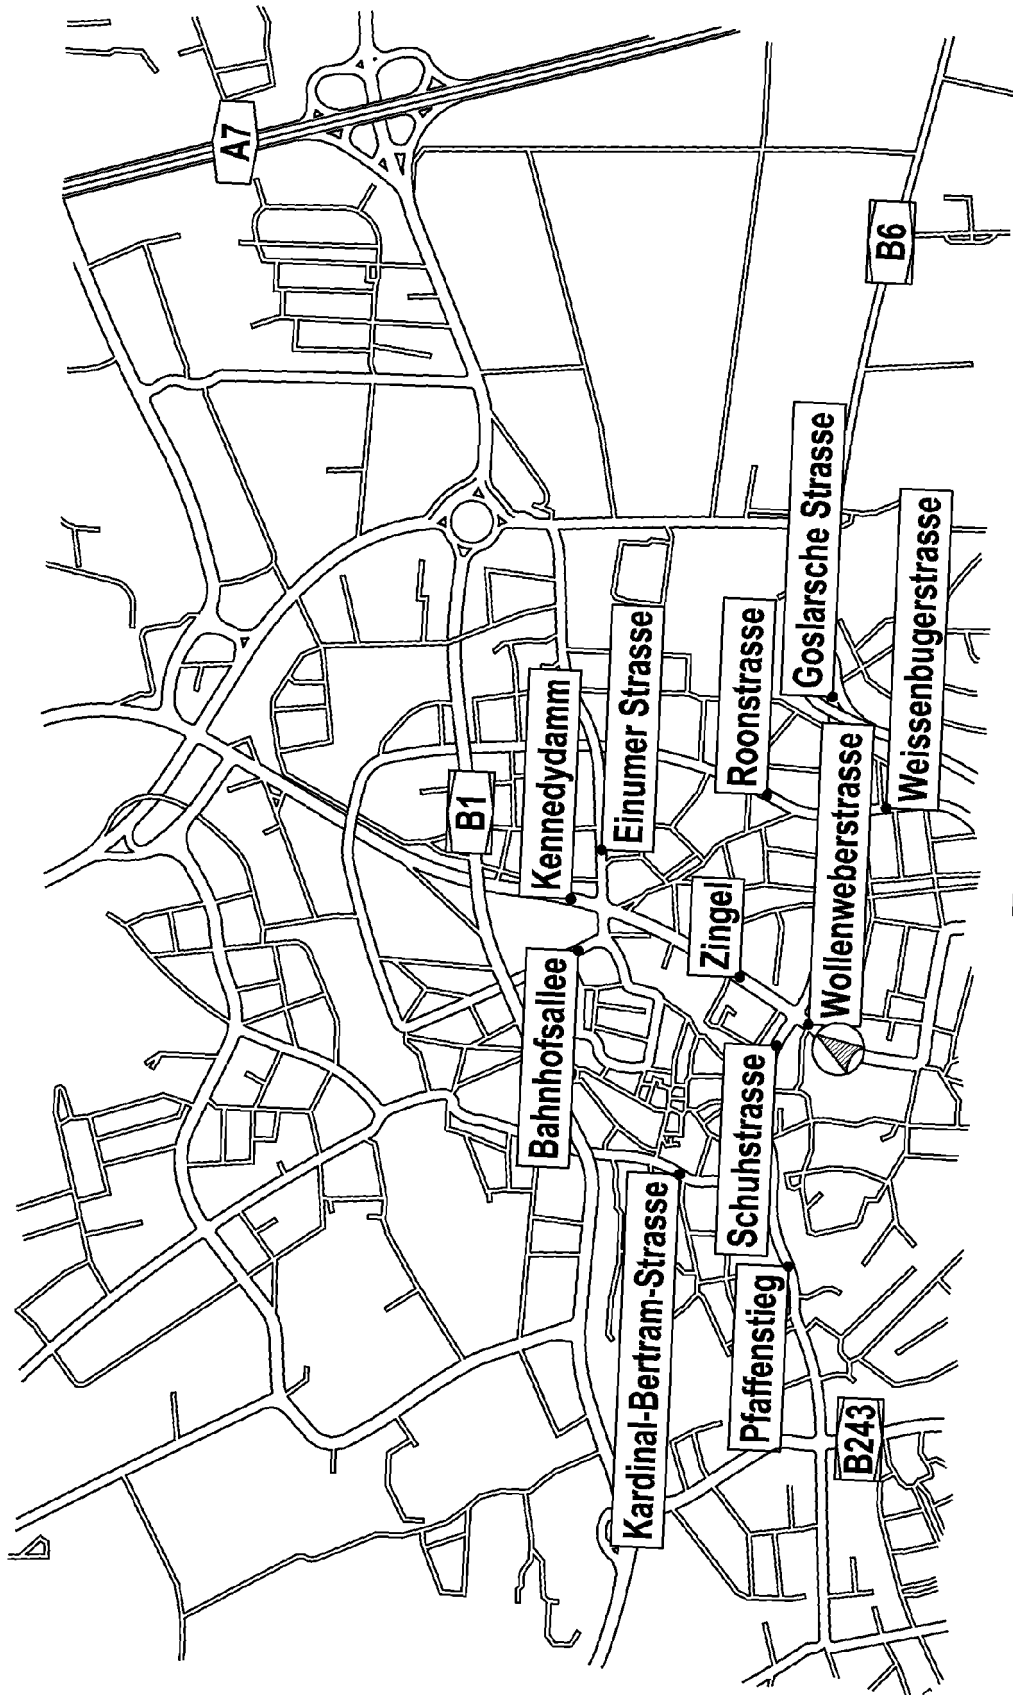 A7
B6
B1
Kennedydamm
Einumer Strasse
Roonstrasse
Goslarsche Strasse
Weissenbugerstrasse
Wollenweberstrasse
Zingel
Bahnhofsallee
Schuhstrasse
Kardinal-Bertram-Strasse
Pfaffenstieg
B243